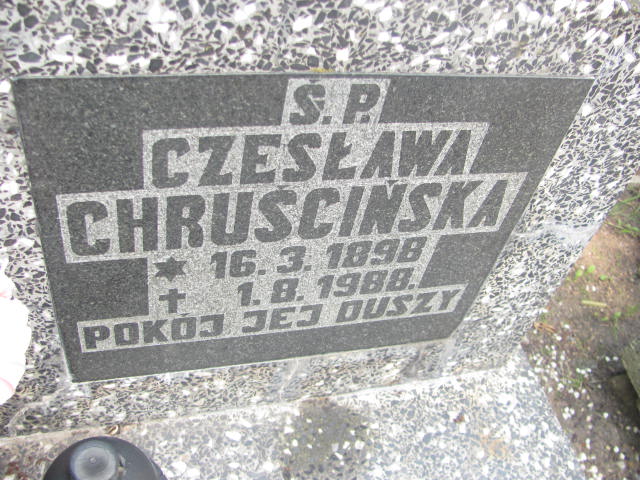 Ś.P.
CZESŁAWA
CHRUŚCIŃSKA
★ 16.3.1898
✝ 1.8.1988.
POKÓJ JEJ DUSZY